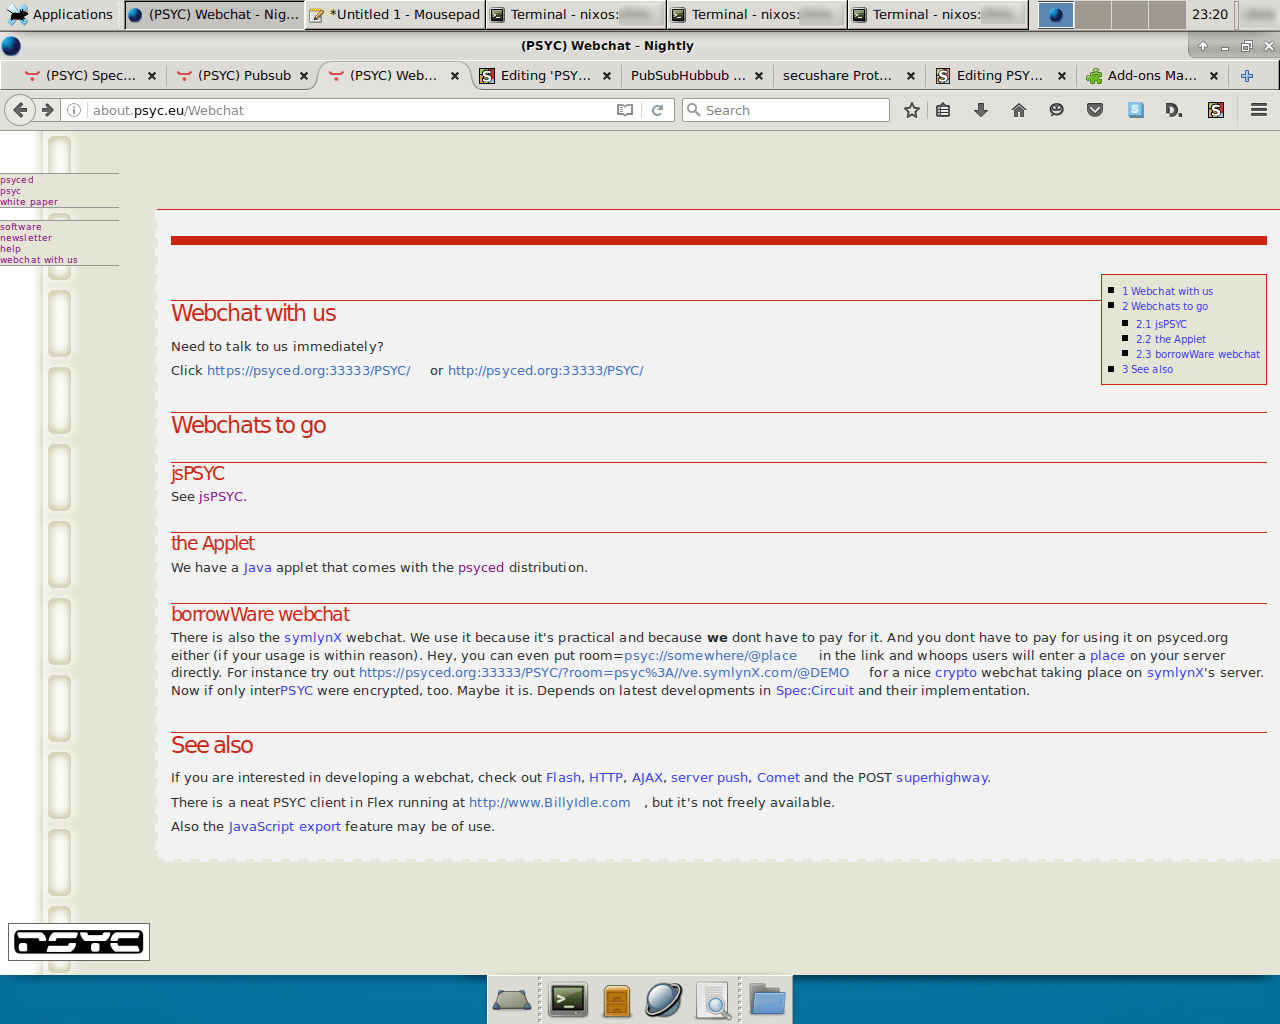 Applications
(PSYC) Webchat - Nig...
*Untitled 1 - Mousepad
Terminal - nixos:
Terminal - nixos:
Terminal - nixos:
23:20
(PSYC) Webchat - Nightly
(PSYC) Spec...
(PSYC) Pubsub
(PSYC) Web...
Editing 'PSY...
PubSubHubbub ...
secushare Prot...
Editing PSY...
Add-ons Ma...
about.psyc.eu/Webchat
Search
psyced
psyc
white paper
software
newsletter
help
webchat with us
1 Webchat with us
2 Webchats to go
2.1 jsPSYC
2.2 the Applet
2.3 borrowWare webchat
3 See also
Webchat with us
Need to talk to us immediately?
Click https://psyced.org:33333/PSYC/ or http://psyced.org:33333/PSYC/
Webchats to go
jsPSYC
See jsPSYC.
the Applet
We have a Java applet that comes with the psyced distribution.
borrowWare webchat
There is also the symlynX webchat. We use it because it's practical and because we dont have to pay for it. And you dont have to pay for using it on psyced.org
either (if your usage is within reason). Hey, you can even put room=psyc://somewhere/@place in the link and whoops users will enter a place on your server
directly. For instance try out https://psyced.org:33333/PSYC/?room=psyc%3A//ve.symlynX.com/@DEMO for a nice crypto webchat taking place on symlynX's server.
Now if only interPSYC were encrypted, too. Maybe it is. Depends on latest developments in Spec:Circuit and their implementation.
See also
If you are interested in developing a webchat, check out Flash, HTTP, AJAX, server push, Comet and the POST superhighway.
There is a neat PSYC client in Flex running at http://www.BillyIdle.com , but it's not freely available.
Also the JavaScript export feature may be of use.
PSYC